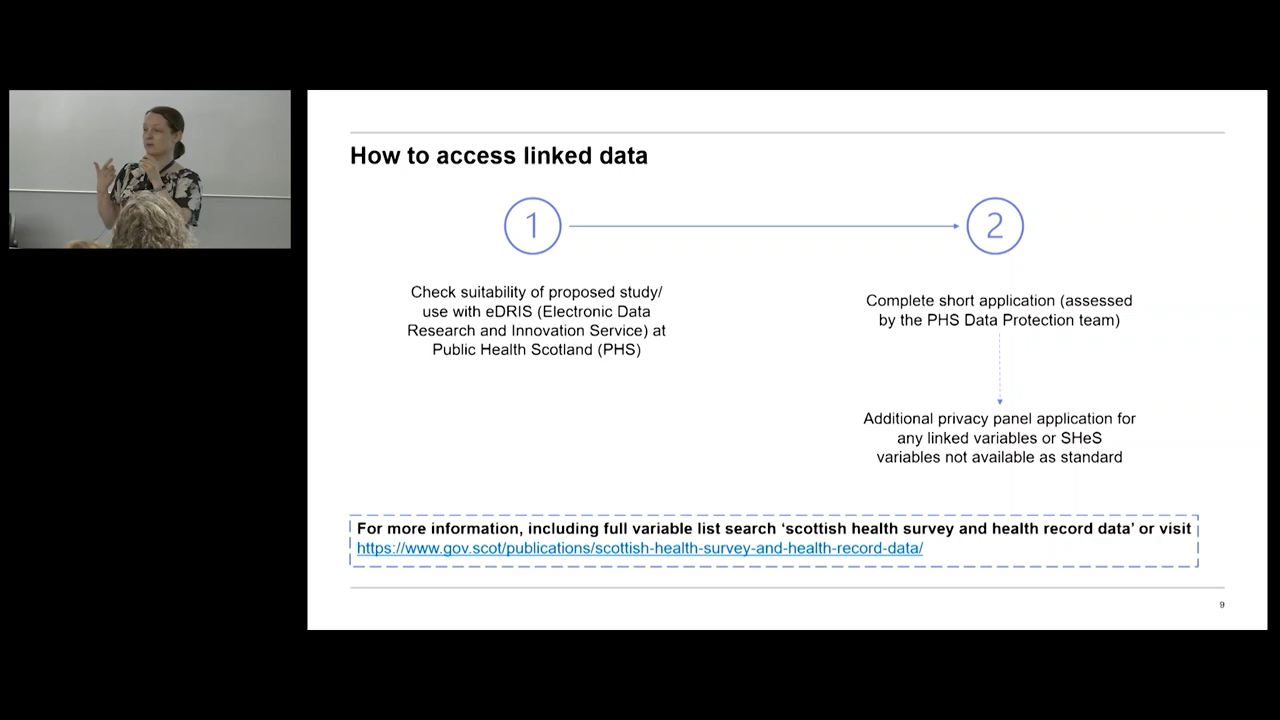 How to access linked data
1
2
Check suitability of proposed study/
use with eDRIS (Electronic Data
Research and Innovation Service) at
Public Health Scotland (PHS)
Complete short application (assessed
by the PHS Data Protection team)
Additional privacy panel application for
any linked variables or SHeS
variables not available as standard
For more information, including full variable list search ‘scottish health survey and health record data’ or visit
https://www.gov.scot/publications/scottish-health-survey-and-health-record-data/
9